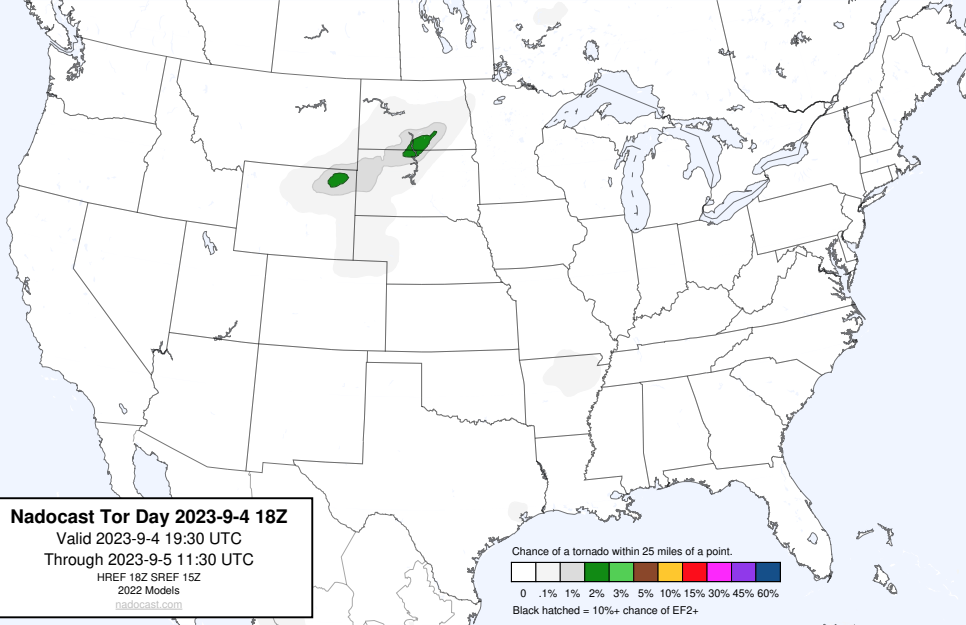 Nadocast Tor Day 2023-9-4 18Z
Valid 2023-9-4 19:30 UTC
Through 2023-9-5 11:30 UTC
HREF 18Z SREF 15Z
2022 Models
nadocast.com
Chance of a tornado within 25 miles of a point.
0 .1% 1% 2% 3% 5% 10% 15% 30% 45% 60%
Black hatched = 10%+ chance of EF2+